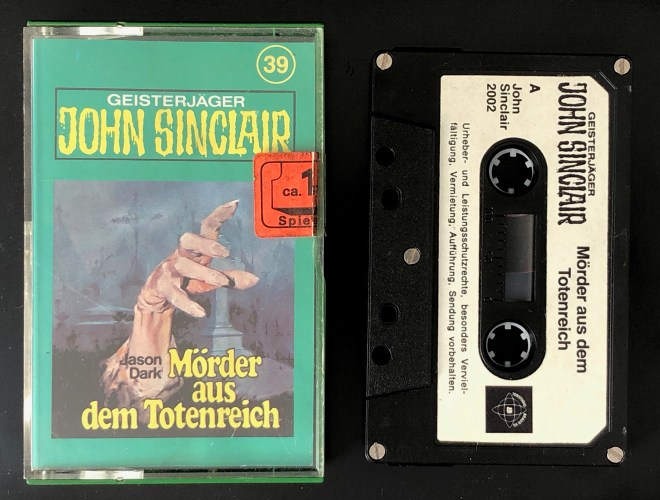 39
GEISTERJÄGER
JOHN SINCLAIR
ca. 1
Spie
Jason
Dark
Mörder
aus
dem Totenreich
GEISTERJÄGER
JOHN SINCLAIR
Mörder aus dem
Totenreich
A
John
Sinclair
2002
Urheber- und Leistungsschutzrechte, besonders Verviel-
fältigung, Vermietung, Aufführung, Sendung vorbehalten.